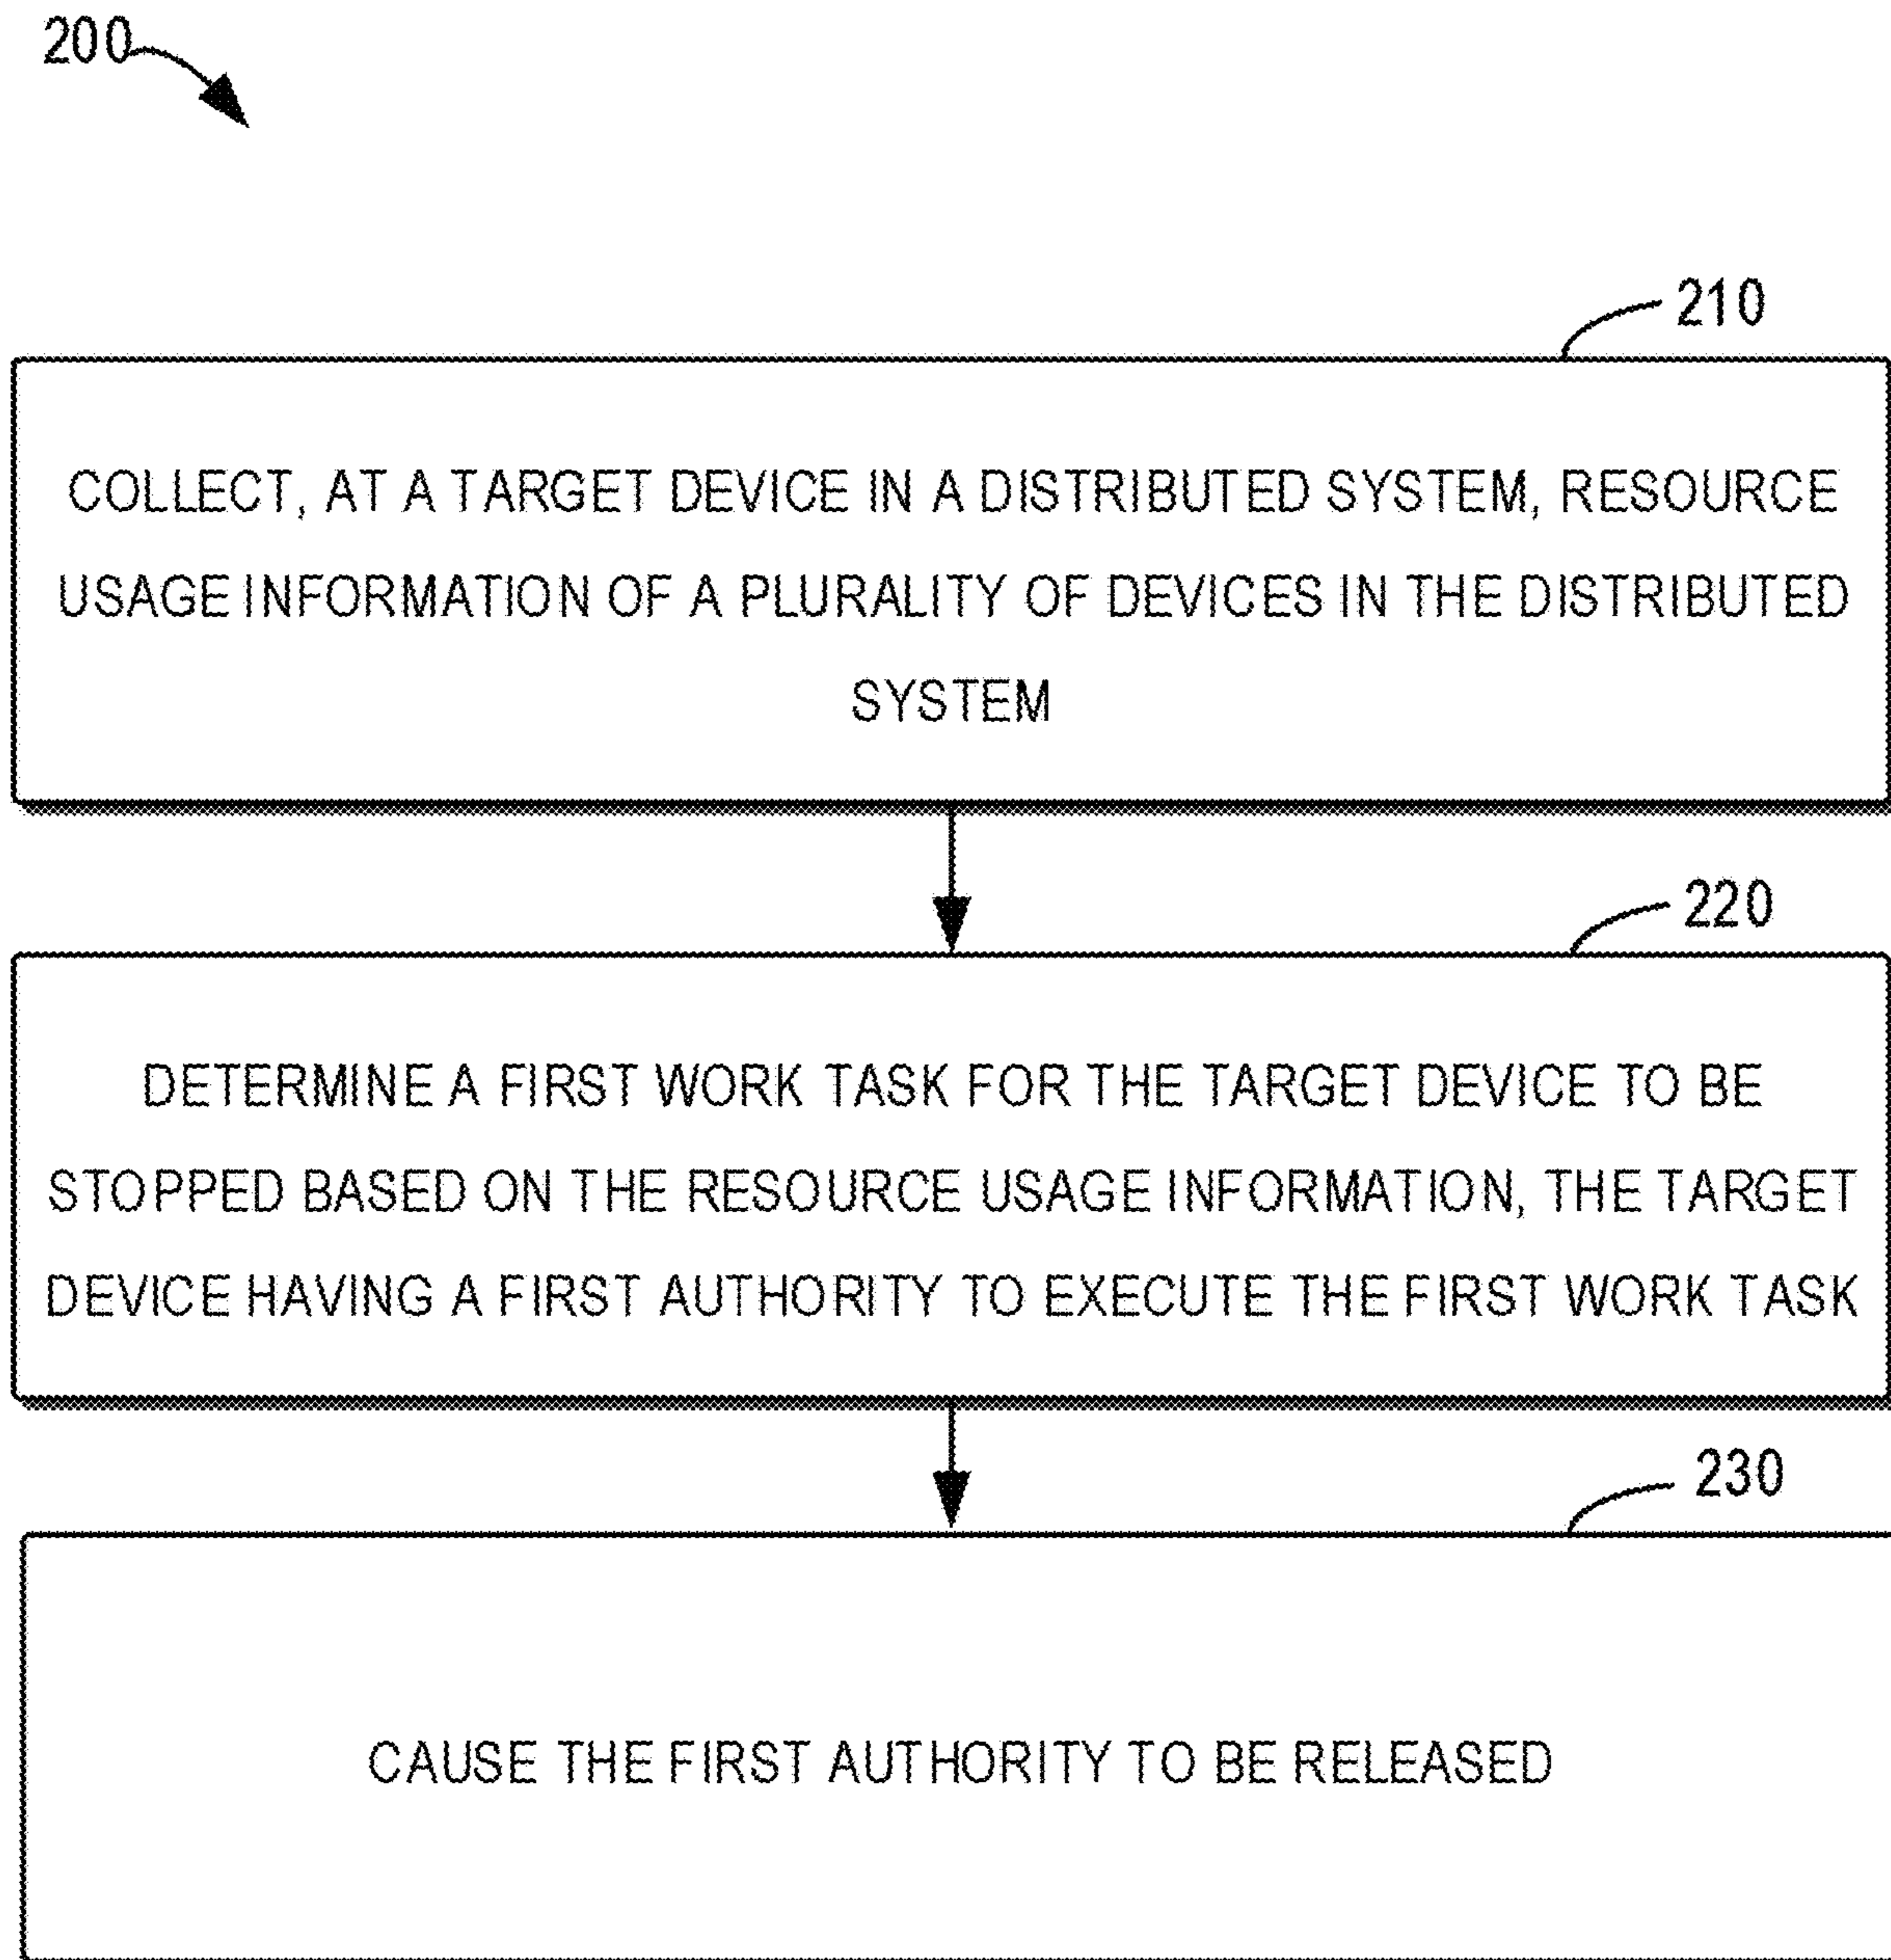 200
210
COLLECT, AT A TARGET DEVICE IN A DISTRIBUTED SYSTEM, RESOURCE
USAGE INFORMATION OF A PLURALITY OF DEVICES IN THE DISTRIBUTED
SYSTEM
220
DETERMINE A FIRST WORK TASK FOR THE TARGET DEVICE TO BE
STOPPED BASED ON THE RESOURCE USAGE INFORMATION, THE TARGET
DEVICE HAVING A FIRST AUTHORITY TO EXECUTE THE FIRST WORK TASK
230
CAUSE THE FIRST AUTHORITY TO BE RELEASED